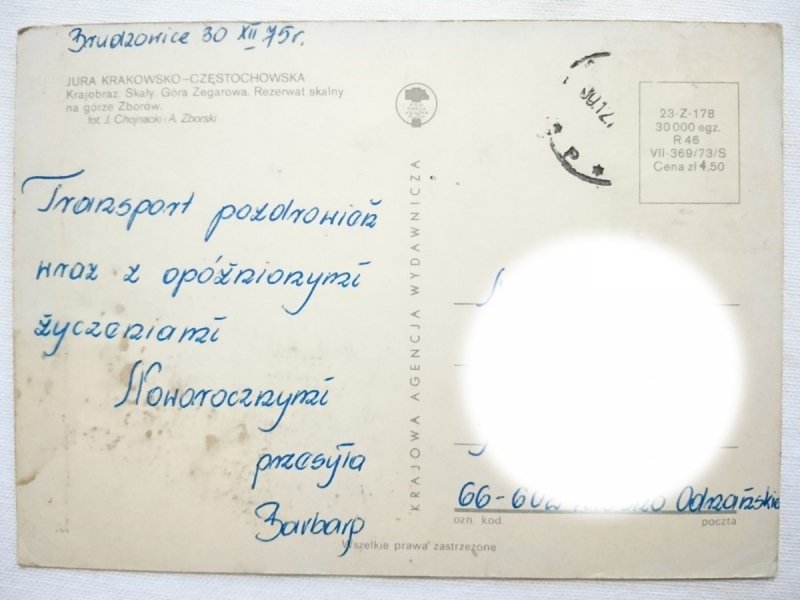 Brudzowice 30 XII 75r.
JURA KRAKOWSKO-CZĘSTOCHOWSKA
Krajobraz. Skały. Góra Zegarowa. Rezerwat skalny
na górze Zborów.
fot. J. Chojnacki i A. Zborski
23-Z-178
30 000 egz.
R 46
VII-369/73/S
Cena zł 4,50
Transport pozdrowień
wraz z opóźnionymi
życzeniami
Noworocznymi
przesyła
KRAJOWA AGENCJA WYDAWNICZA
Odrzańskie
ozn. kod
poczta
Wszelkie prawa zastrzeżone